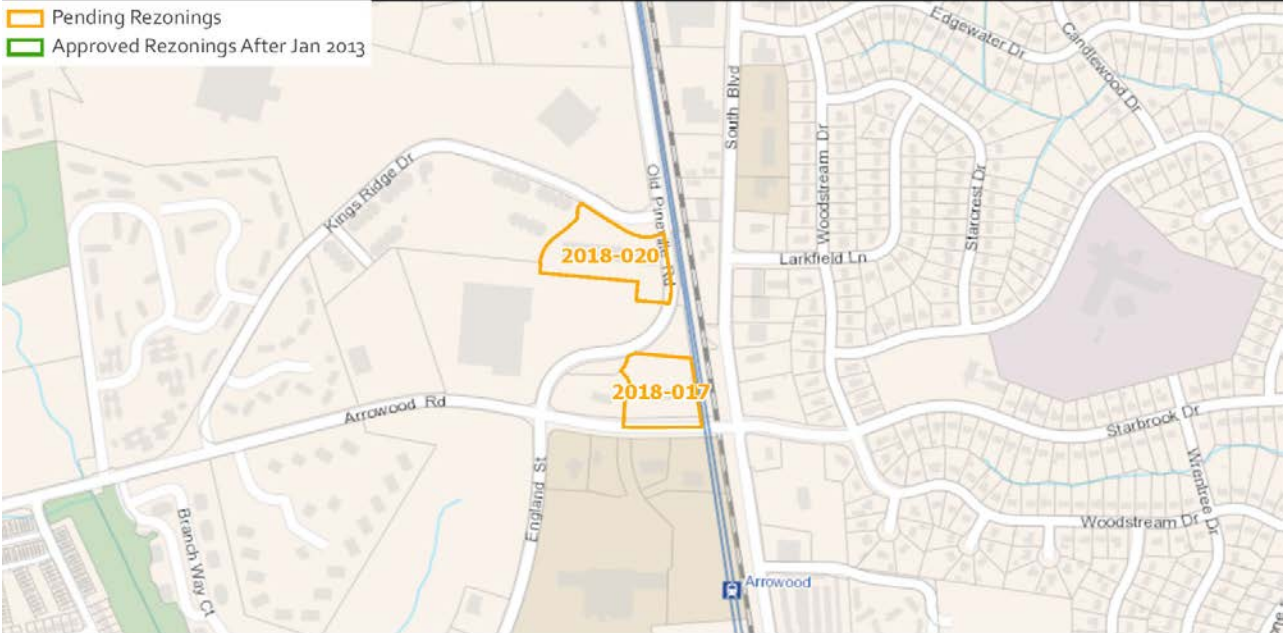 Pending Rezonings
Approved Rezonings After Jan 2013
Edgewater Dr
Candlewood Dr
South Blvd
Woodstream Dr
Starcrest Dr
Kings Ridge Dr
Old Pineville Rd
2018-020
Larkfield Ln
2018-017
Arrowood Rd
Starbrook Dr
England St
Wrentree Dr
Branch Way Ct
Woodstream Dr
Arrowood